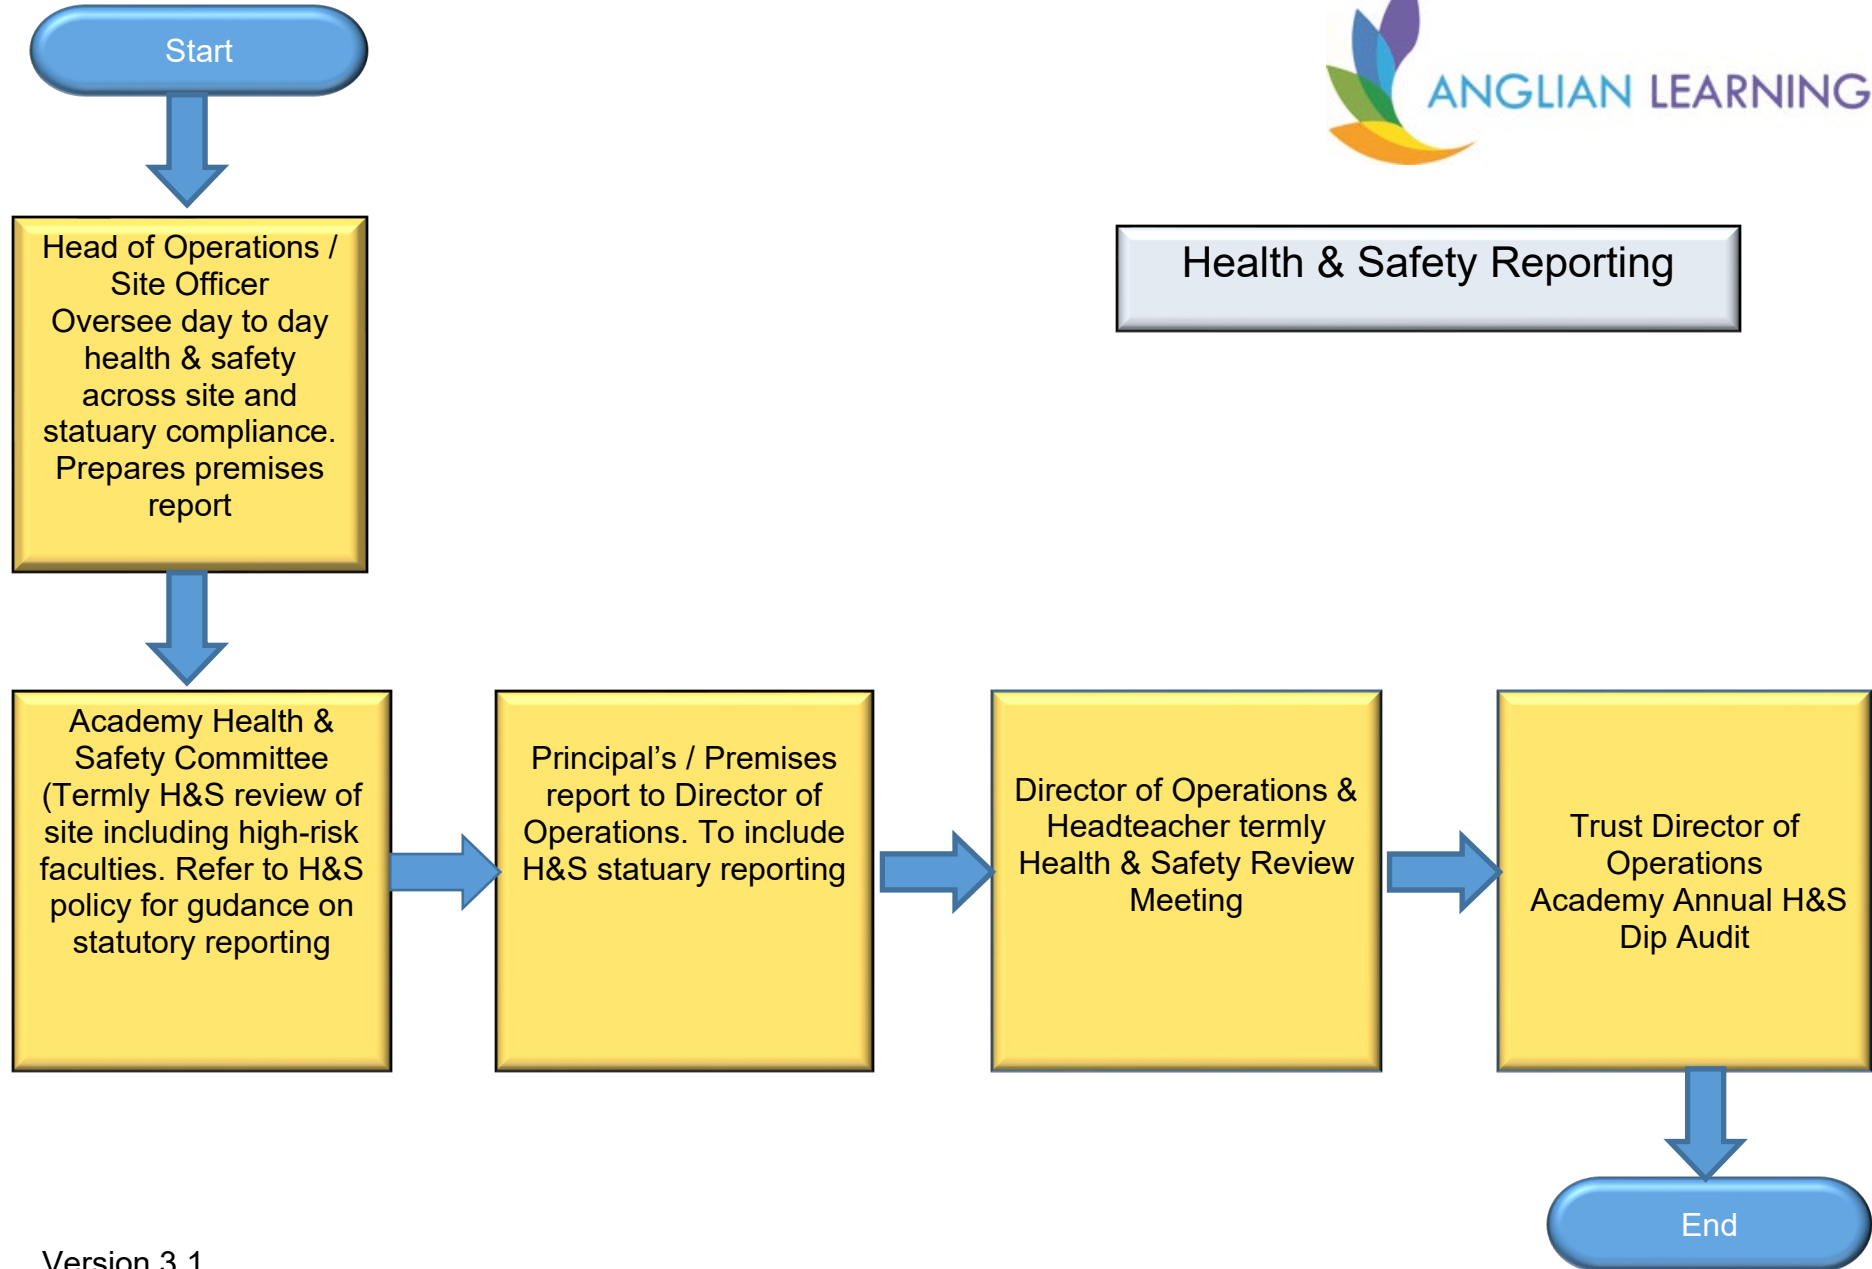 Start
ANGLIAN LEARNING
Health & Safety Reporting
Head of Operations /
Site Officer
Oversee day to day
health & safety
across site and
statuary compliance.
Prepares premises
report
Academy Health &
Safety Committee
(Termly H&S review of
site including high-risk
faculties. Refer to H&S
policy for gudance on
statutory reporting
Principal’s / Premises
report to Director of
Operations. To include
H&S statuary reporting
Director of Operations &
Headteacher termly
Health & Safety Review
Meeting
Trust Director of
Operations
Academy Annual H&S
Dip Audit
End
Version 3.1